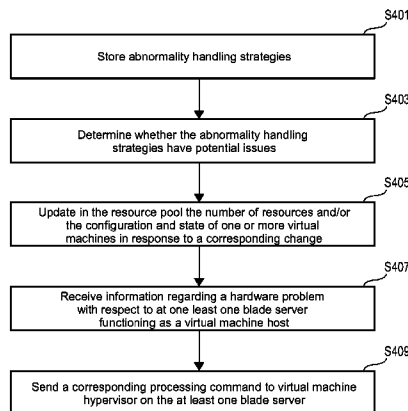 S401
Store abnormality handling strategies
S403
Determine whether the abnormality handling
strategies have potential issues
S405
Update in the resource pool the number of resources and/or
the configuration and state of one or more virtual
machines in response to a corresponding change
S407
Receive information regarding a hardware problem
with respect to at one least one blade server
functioning as a virtual machine host
S409
Send a corresponding processing command to virtual machine
hypervisor on the at least one blade server